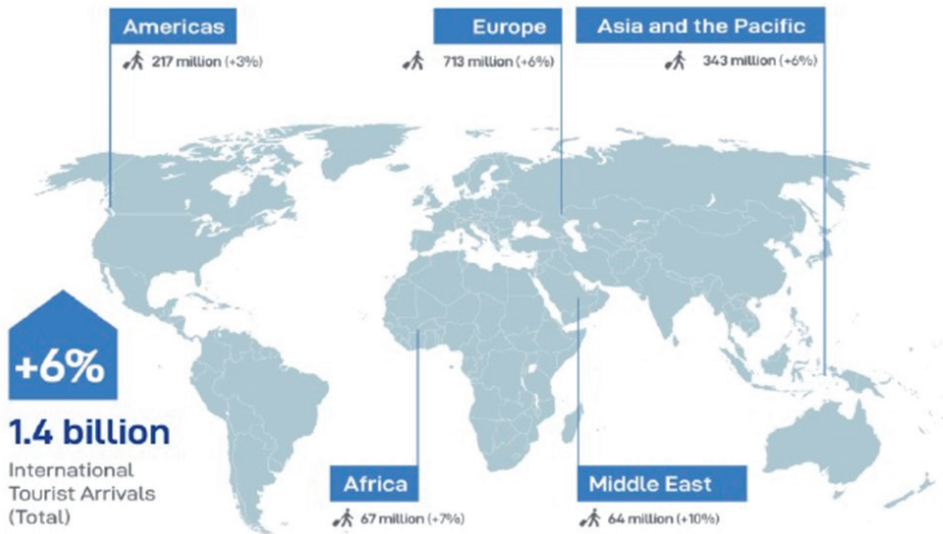 Americas
217 million (+3%)
Europe
713 million (+6%)
Asia and the Pacific
343 million (+6%)
+6%
1.4 billion
International
Tourist Arrivals
(Total)
Africa
67 million (+7%)
Middle East
64 million (+10%)